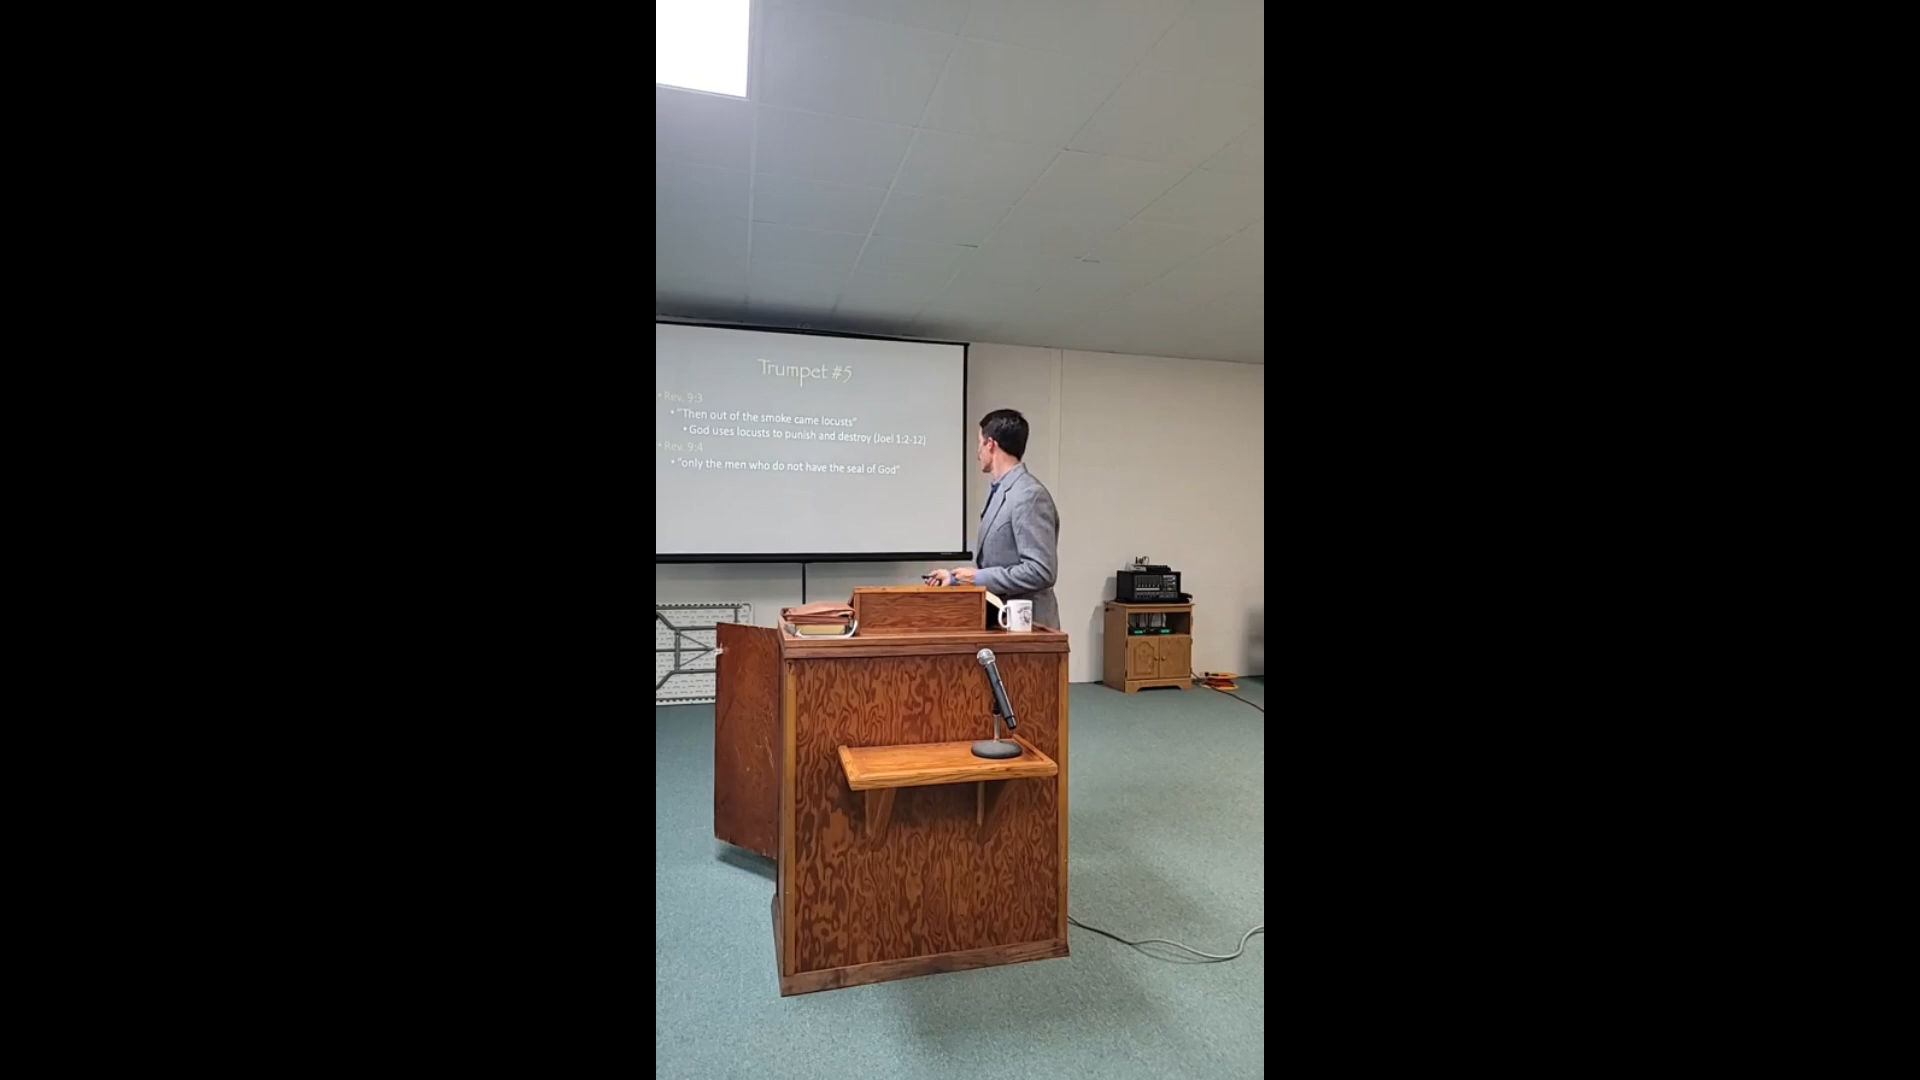 Trumpet #5
• Rev. 9:3
• "Then out of the smoke came locusts"
• God uses locusts to punish and destroy (Joel 1:2-12)
• Rev. 9:4
• "only the men who do not have the seal of God"